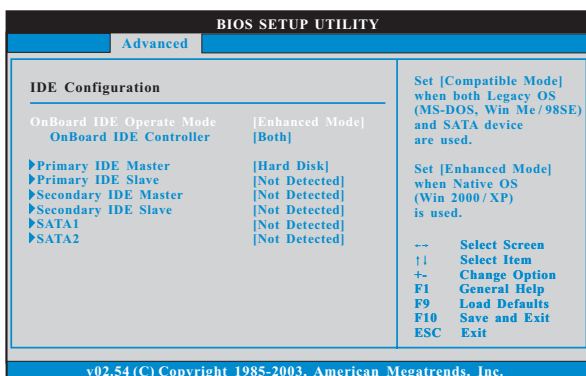 BIOS SETUP UTILITY
Advanced
IDE Configuration
OnBoard IDE Operate Mode [Enhanced Mode]
OnBoard IDE Controller [Both]
Primary IDE Master [Hard Disk]
Primary IDE Slave [Not Detected]
Secondary IDE Master [Not Detected]
Secondary IDE Slave [Not Detected]
SATA1 [Not Detected]
SATA2 [Not Detected]
Set [Compatible Mode]
when both Legacy OS
(MS-DOS, Win Me/98SE)
and SATA device
are used.
Set [Enhanced Mode]
when Native OS
(Win 2000/XP)
is used.
←→ Select Screen
↑↓ Select Item
+- Change Option
F1 General Help
F9 Load Defaults
F10 Save and Exit
ESC Exit
v02.54 (C) Copyright 1985-2003, American Megatrends, Inc.